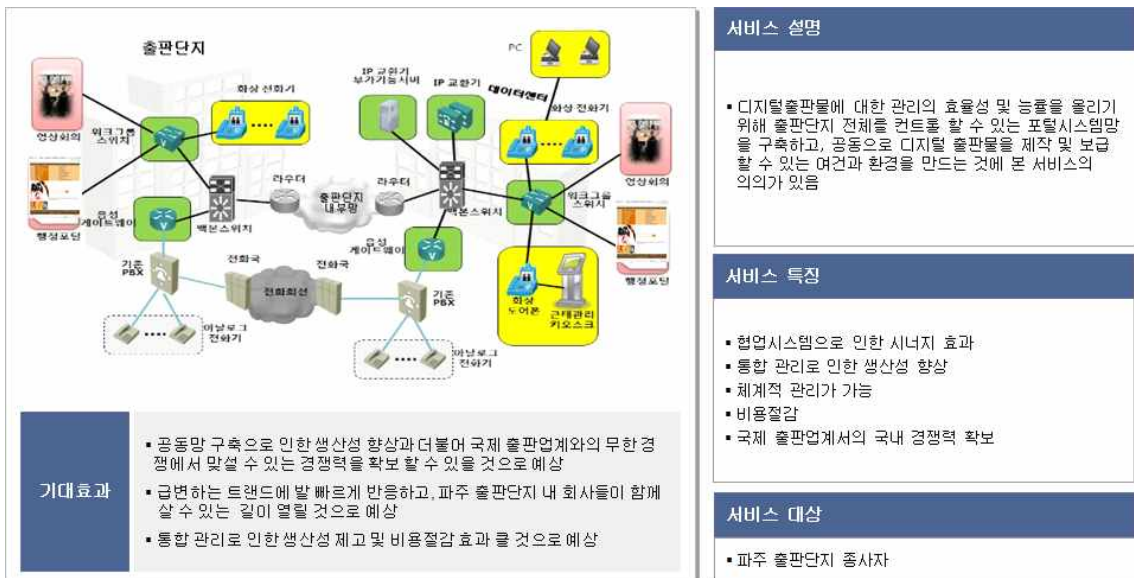 출판단지
PC
IP 교환기
부가기능서버
IP 교환기
데이터센터
화상 전화기
화상 전화기
영상회의
워크그룹
스위치
영상회의
라우터
출판단지
내부망
라우터
워크그룹
스위치
음성
게이트웨이
백본스위치
백본스위치
음성
게이트웨이
행정포털
행정포털
기존
PBX
전화국
전화회선
전화국
기존
PBX
화상
도어폰
근태관리
키오스크
아날로그
전화기
아날로그
전화기
기대효과
▪ 공동망 구축으로 인한 생산성 향상과 더불어 국제 출판업계와의 무한 경
쟁에서 맞설 수 있는 경쟁력을 확보 할 수 있을 것으로 예상
▪ 급변하는 트랜드에 발 빠르게 반응하고, 파주 출판단지 내 회사들이 함께
살 수 있는 길이 열릴 것으로 예상
▪ 통합 관리로 인한 생산성 제고 및 비용절감 효과 클 것으로 예상
서비스 설명
▪ 디지털출판물에 대한 관리의 효율성 및 능률을 올리기
위해 출판단지 전체를 컨트롤 할 수 있는 포털시스템망
을 구축하고, 공동으로 디지털 출판물을 제작 및 보급
할 수 있는 여건과 환경을 만드는 것에 본 서비스의
의의가 있음
서비스 특징
▪ 협업시스템으로 인한 시너지 효과
▪ 통합 관리로 인한 생산성 향상
▪ 체계적 관리가 가능
▪ 비용절감
▪ 국제 출판업계서의 국내 경쟁력 확보
서비스 대상
▪ 파주 출판단지 종사자